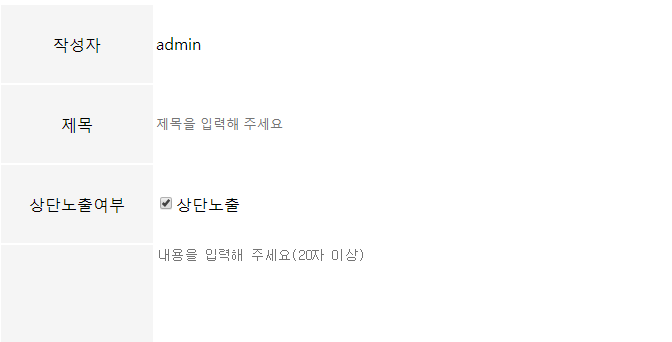 작성자 admin
제목 제목을 입력해 주세요
상단노출여부 상단노출
내용을 입력해 주세요(20자 이상)